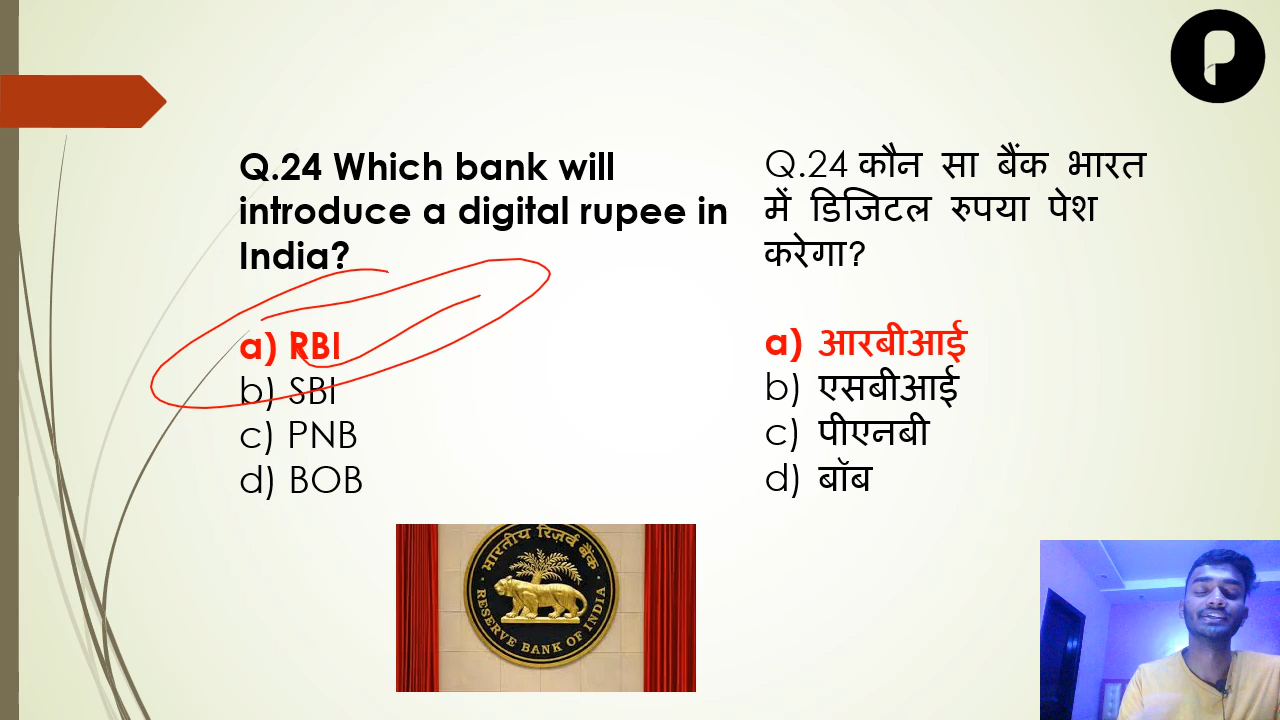 Q.24 Which bank will
introduce a digital rupee in
India?
a) RBI
b) SBI
c) PNB
d) BOB
Q.24 कौन सा बैंक भारत
में डिजिटल रुपया पेश
करेगा?
a) आरबीआई
b) एसबीआई
c) पीएनबी
d) बॉब
भारतीय रिज़र्व बैंक
RESERVE BANK OF INDIA
P